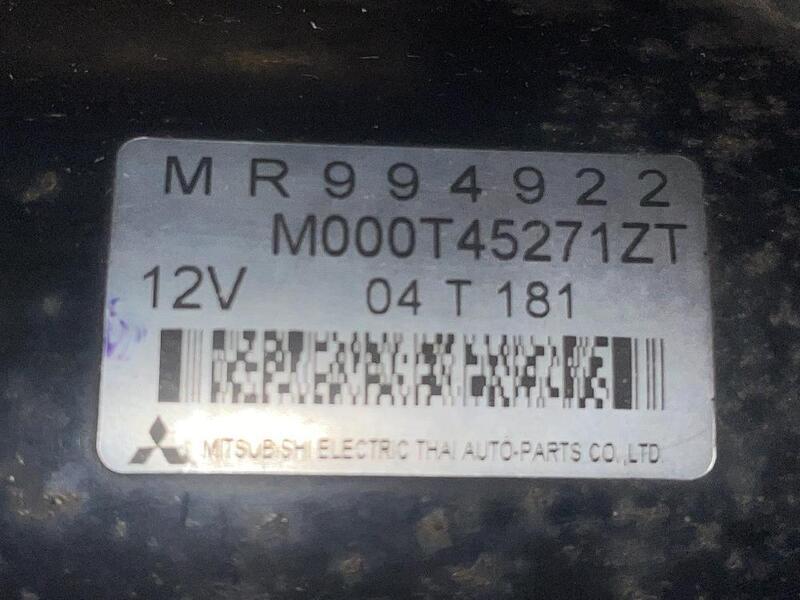 MR994922
M000T45271ZT
12V 04 T 181
MITSUBISHI ELECTRIC THAI AUTO-PARTS CO.,LTD.